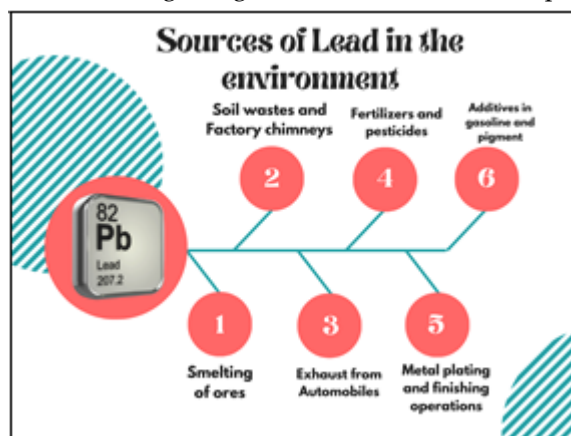 Sources of Lead in the
environment
Soil wastes and
Factory chimneys
Fertilizers and
pesticides
Additives in
gasoline and
pigment
2
4
6
82
Pb
Lead
207.2
1
3
5
Smelting
of ores
Exhaust from
Automobiles
Metal plating
and finishing
operations